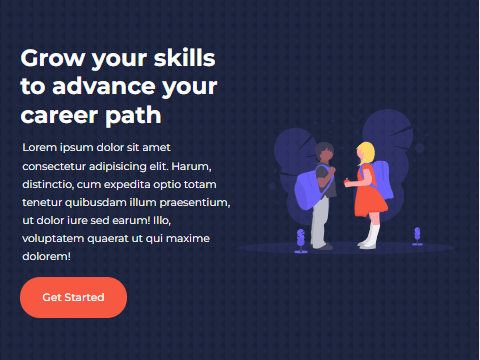 Grow your skills
to advance your
career path
Lorem ipsum dolor sit amet
consectetur adipisicing elit. Harum,
distinctio, cum expedita optio totam
tenetur quibusdam illum praesentium,
ut dolor iure sed earum! Illo,
voluptatem quaerat ut qui maxime
dolorem!
Get Started